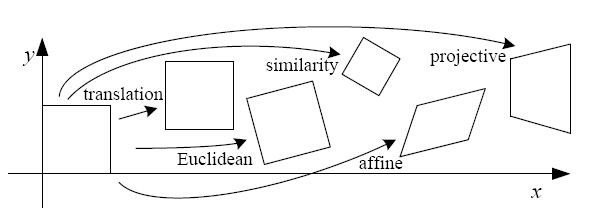 y
similarity
projective
translation
Euclidean
affine
x